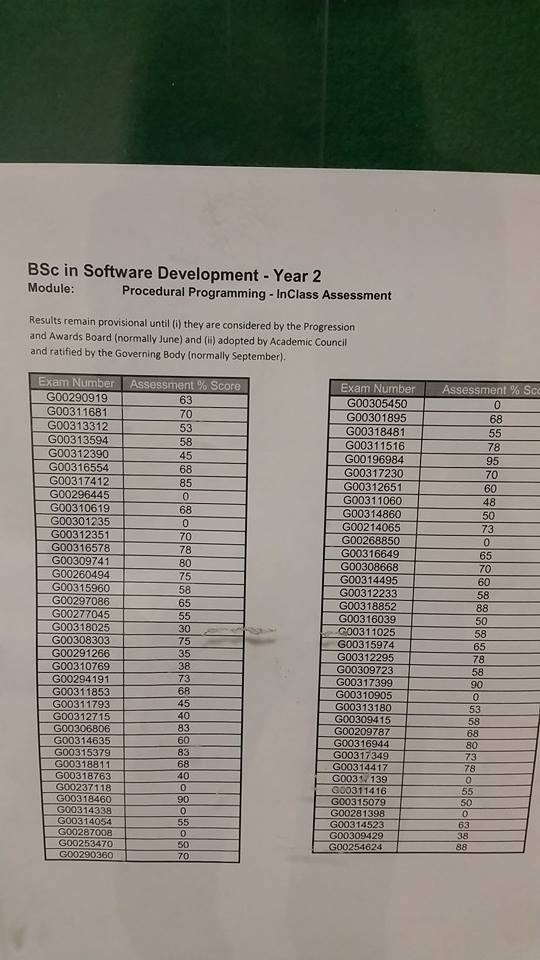 BSc in Software Development - Year 2
Module: Procedural Programming - InClass Assessment
Results remain provisional until (i) they are considered by the Progression
and Awards Board (normally June) and (ii) adopted by Academic Council
and ratified by the Governing Body (normally September).
Exam Number Assessment % Score
G00290919 63
G00311681 70
G00313312 53
G00313594 58
G00312390 45
G00316554 68
G00317412 85
G00296445 0
G00310619 68
G00301235 0
G00312351 70
G00316578 78
G00309741 80
G00260494 75
G00315960 58
G00297086 65
G00277045 55
G00318025 30
G00308303 75
G00291266 35
G00310769 38
G00294191 73
G00311853 68
G00311793 45
G00312715 40
G00306806 83
G00314635 60
G00315379 83
G00318811 68
G00318763 40
G00237118 0
G00318460 90
G00314338 0
G00314054 55
G00287008 0
G00253470 50
G00290360 70
Exam Number Assessment % Sco
G00305450 0
G00301895 68
G00318481 55
G00311516 78
G00196984 95
G00317230 70
G00312651 60
G00311060 48
G00314860 50
G00214065 73
G00268850 0
G00316649 65
G00308668 70
G00314495 60
G00312233 58
G00318852 88
G00316039 50
G00311025 58
G00315974 65
G00312295 78
G00309723 58
G00317399 90
G00310905 0
G00313180 53
G00309415 58
G00209787 68
G00316944 80
G00317349 73
G00314417 78
0
G00311416 55
G00315079 50
G00281398 0
G00314523 63
G00309429 38
G00254624 88